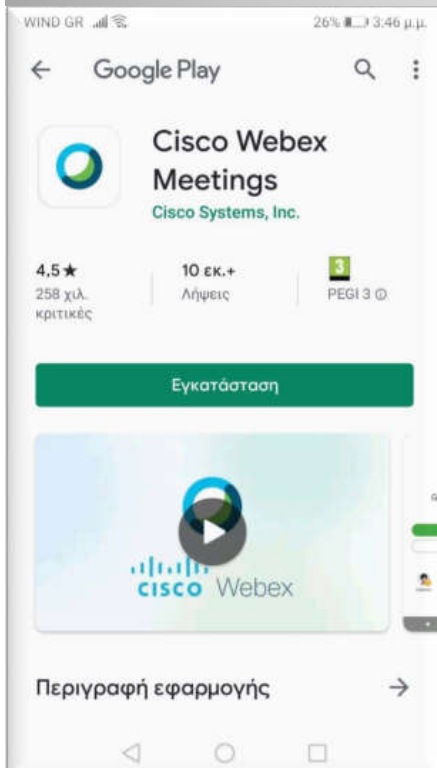 WIND GR 26% 3:46 μ.μ.
Google Play
Cisco Webex
Meetings
Cisco Systems, Inc.
4,5★ 10 εκ.+ 3
258 χιλ. Λήψεις PEGI 3
κριτικές
Εγκατάσταση
CISCO Webex
Περιγραφή εφαρμογής